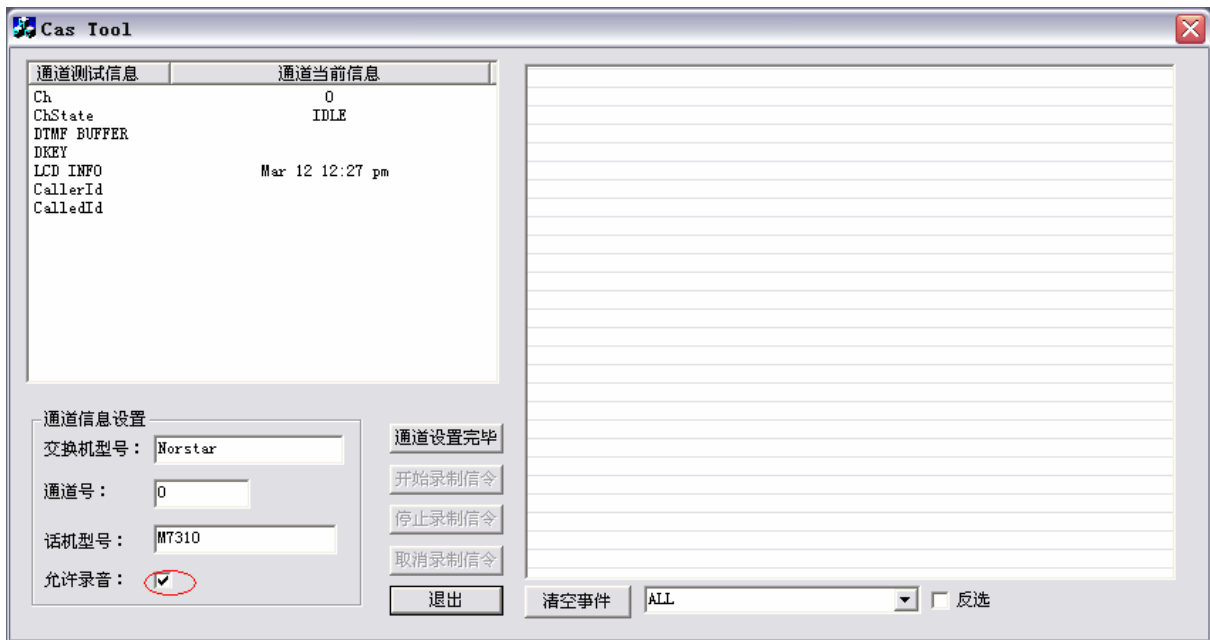 Cas Tool
通道测试信息 通道当前信息
Ch 0
ChState IDLE
DTMF BUFFER
DKEY
LCD INFO Mar 12 12:27 pm
CallerId
CalledId
通道信息设置
交换机型号： Norstar
通道号： 0
话机型号： M7310
允许录音：
通道设置完毕
开始录制信令
停止录制信令
取消录制信令
退出
清空事件 ALL 反选